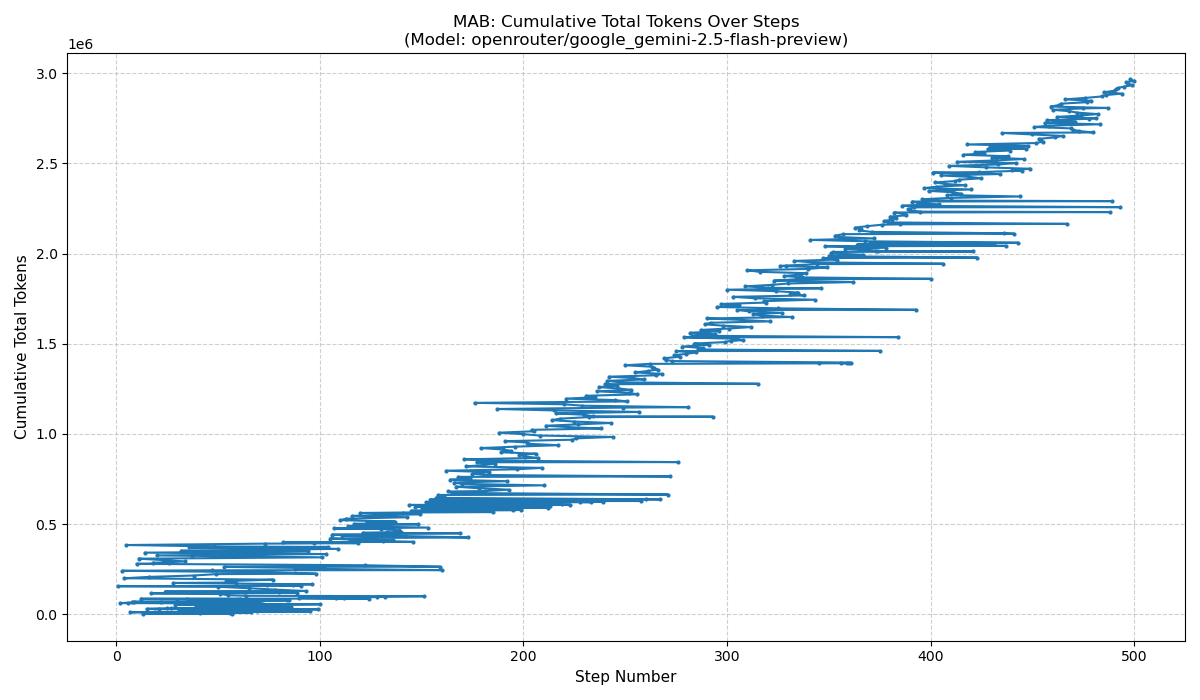 MAB: Cumulative Total Tokens Over Steps
(Model: openrouter/google_gemini-2.5-flash-preview)
1e6
3.0
2.5
2.0
1.5
1.0
0.5
0.0
Cumulative Total Tokens
0 100 200 300 400 500
Step Number